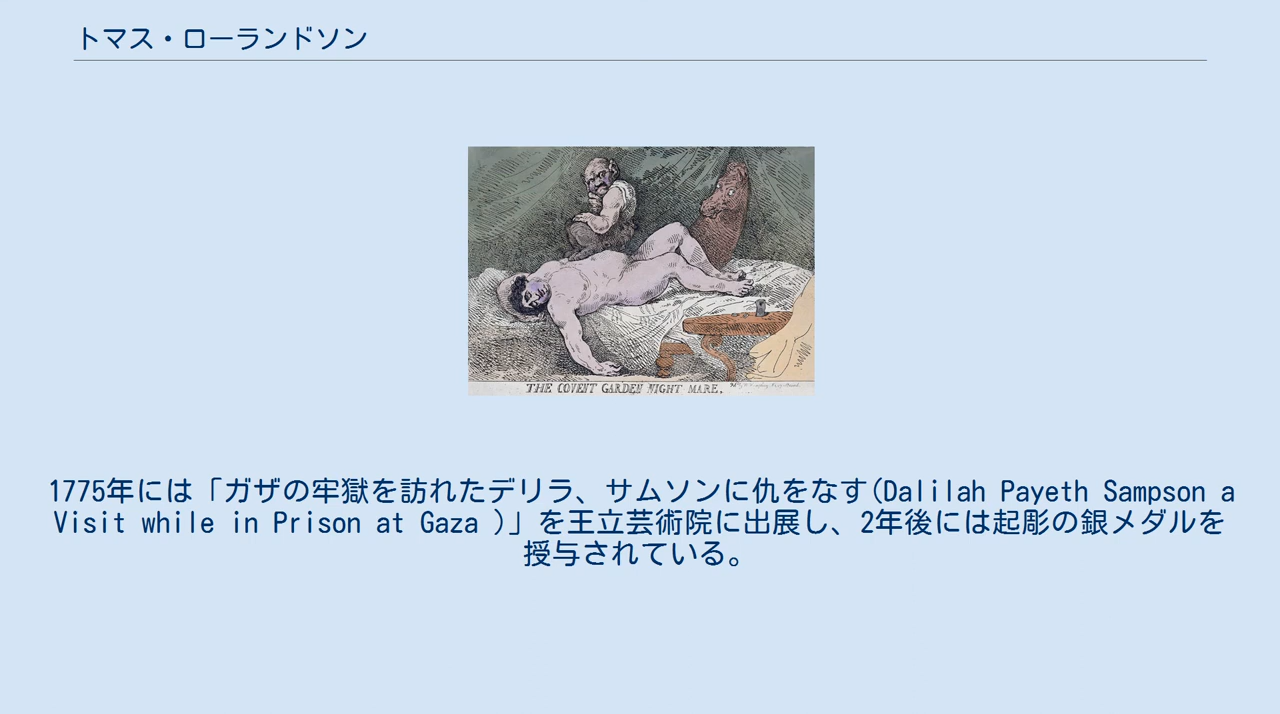 トマス・ローランドソン
THE COVENT GARDEN NIGHT MARE.
1775年には「ガザの牢獄を訪れたデリラ、サムソンに仇をなす(Dalilah Payeth Sampson a
Visit while in Prison at Gaza )」を王立芸術院に出展し、2年後には起彫の銀メダルを
授与されている。